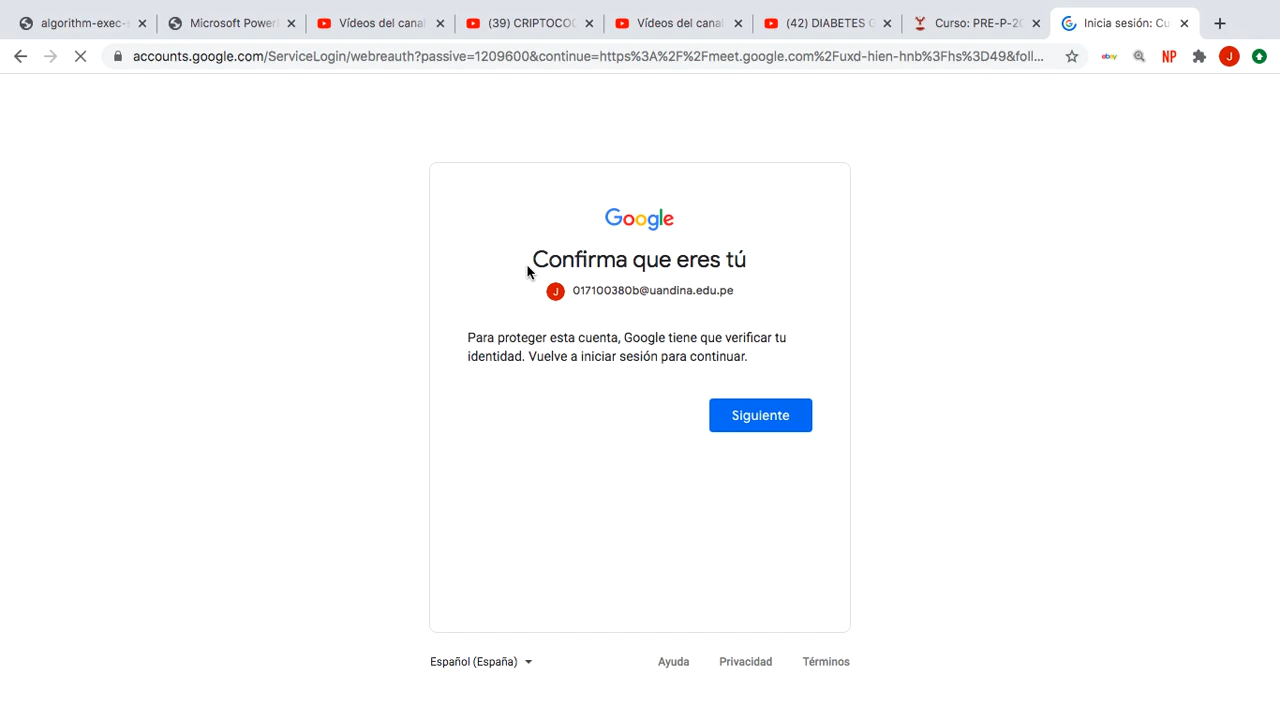 algorithm-exec-s
Microsoft Powerl
Vídeos del canal
(39) CRIPTOCOC
Vídeos del canal
(42) DIABETES G
Curso: PRE-P-20
Inicia sesión: Cu
accounts.google.com/ServiceLogin/webreauth?passive=1209600&continue=https%3A%2F%2Fmeet.google.com%2Fuxd-hien-hnb%3Fhs%3D49&foll...
ebay
NP
J
Google
Confirma que eres tú
J
017100380b@uandina.edu.pe
Para proteger esta cuenta, Google tiene que verificar tu
identidad. Vuelve a iniciar sesión para continuar.
Siguiente
Español (España)
Ayuda
Privacidad
Términos